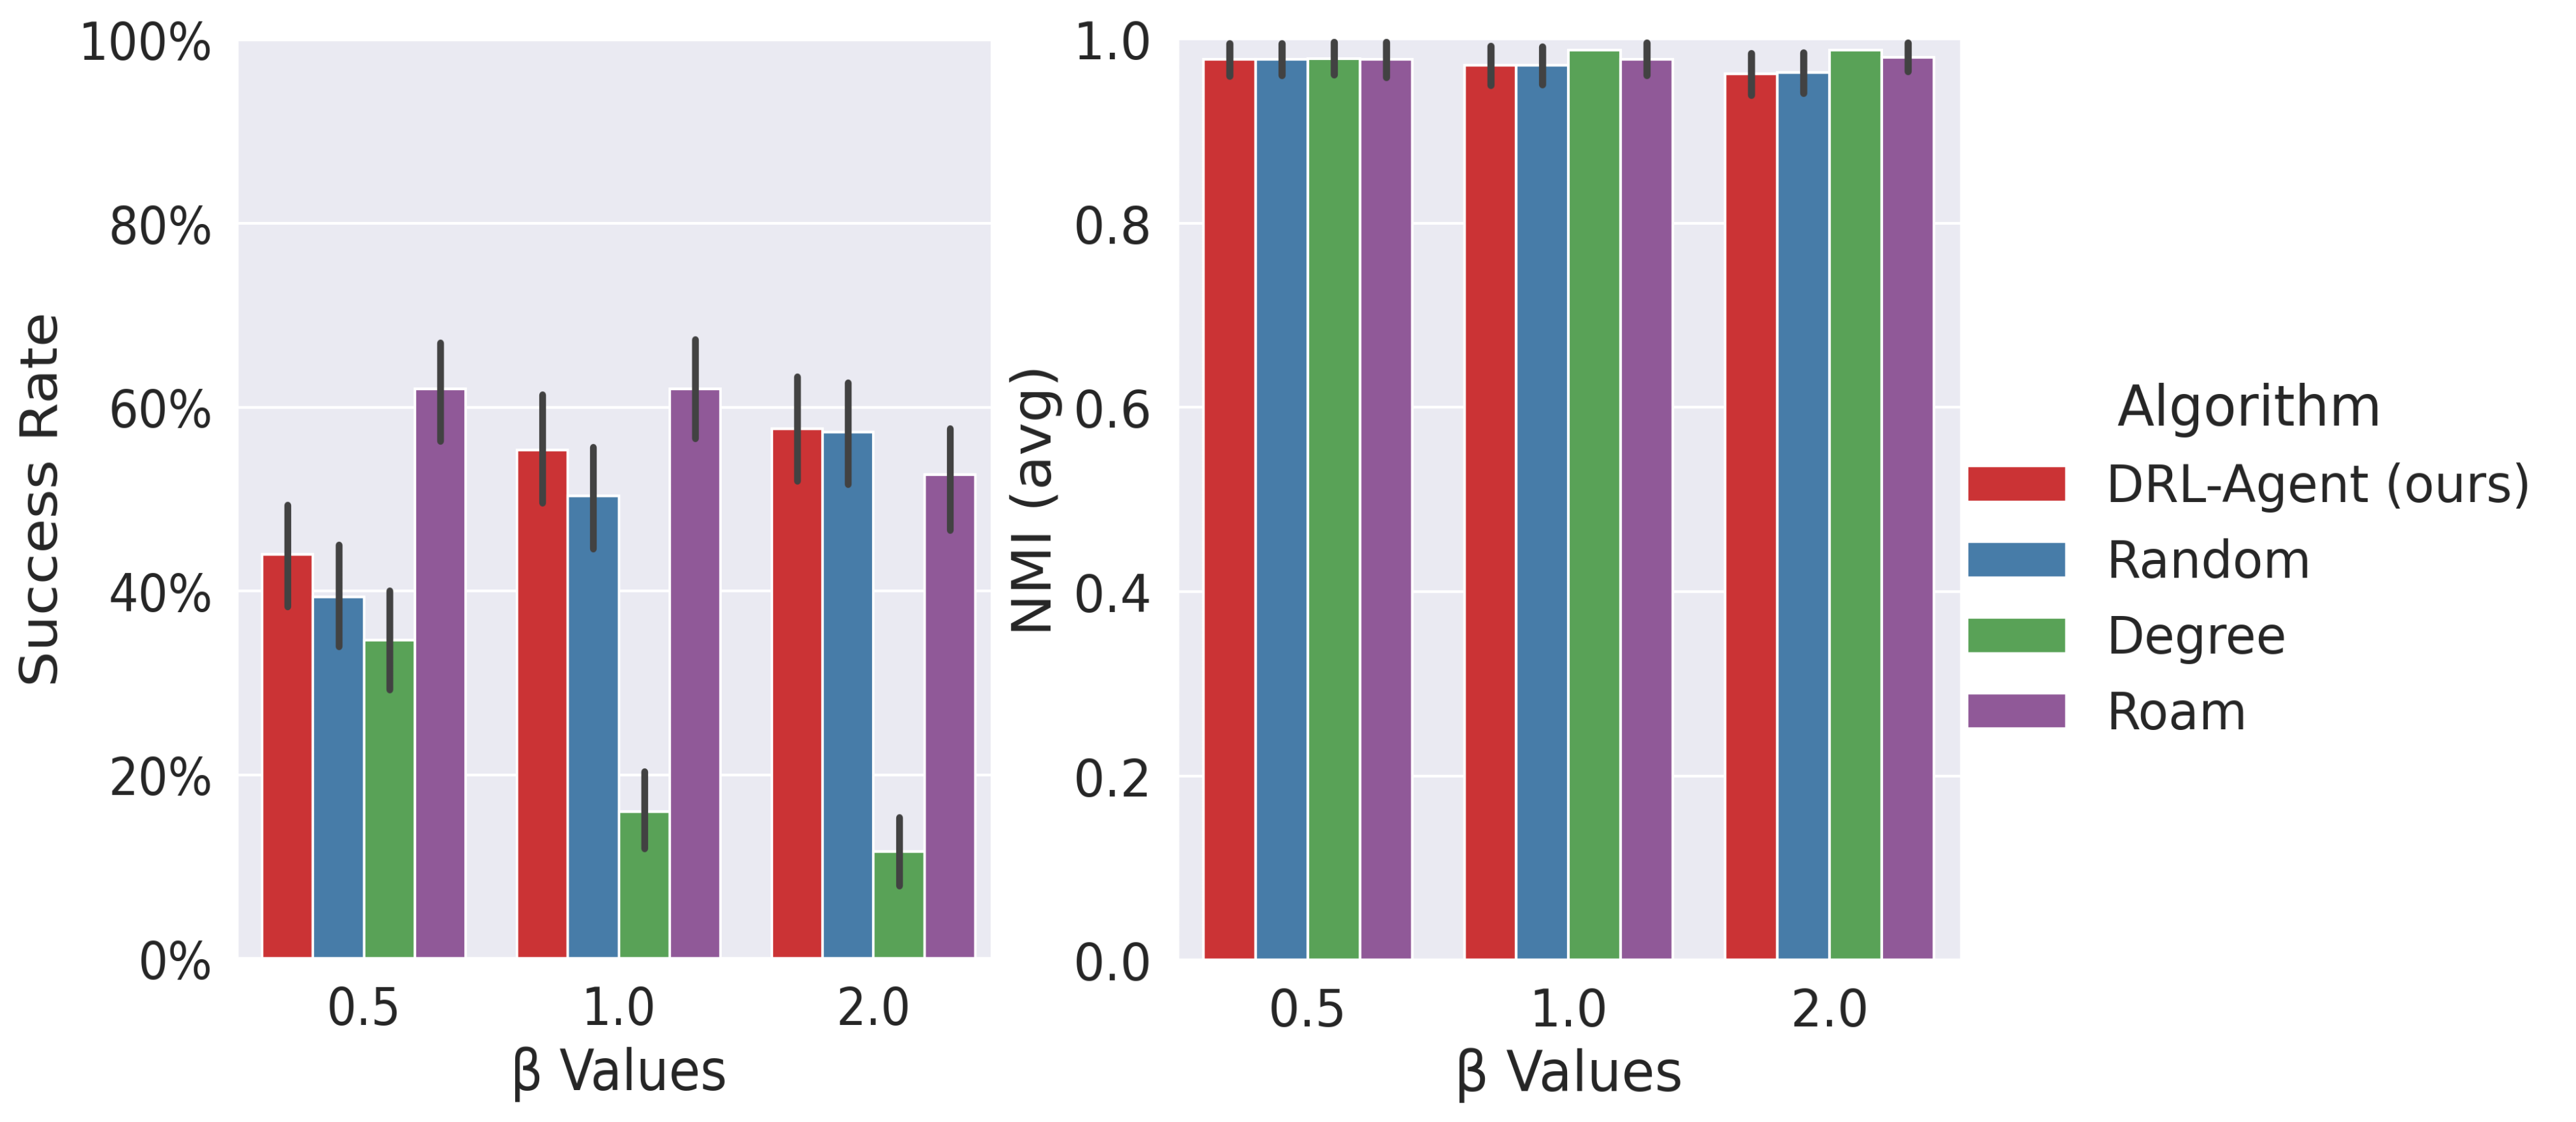 100%
80%
60%
40%
20%
0%
Success Rate
0.5 1.0 2.0
β Values
1.0
0.8
0.6
0.4
0.2
0.0
NMI (avg)
0.5 1.0 2.0
β Values
Algorithm
DRL-Agent (ours)
Random
Degree
Roam